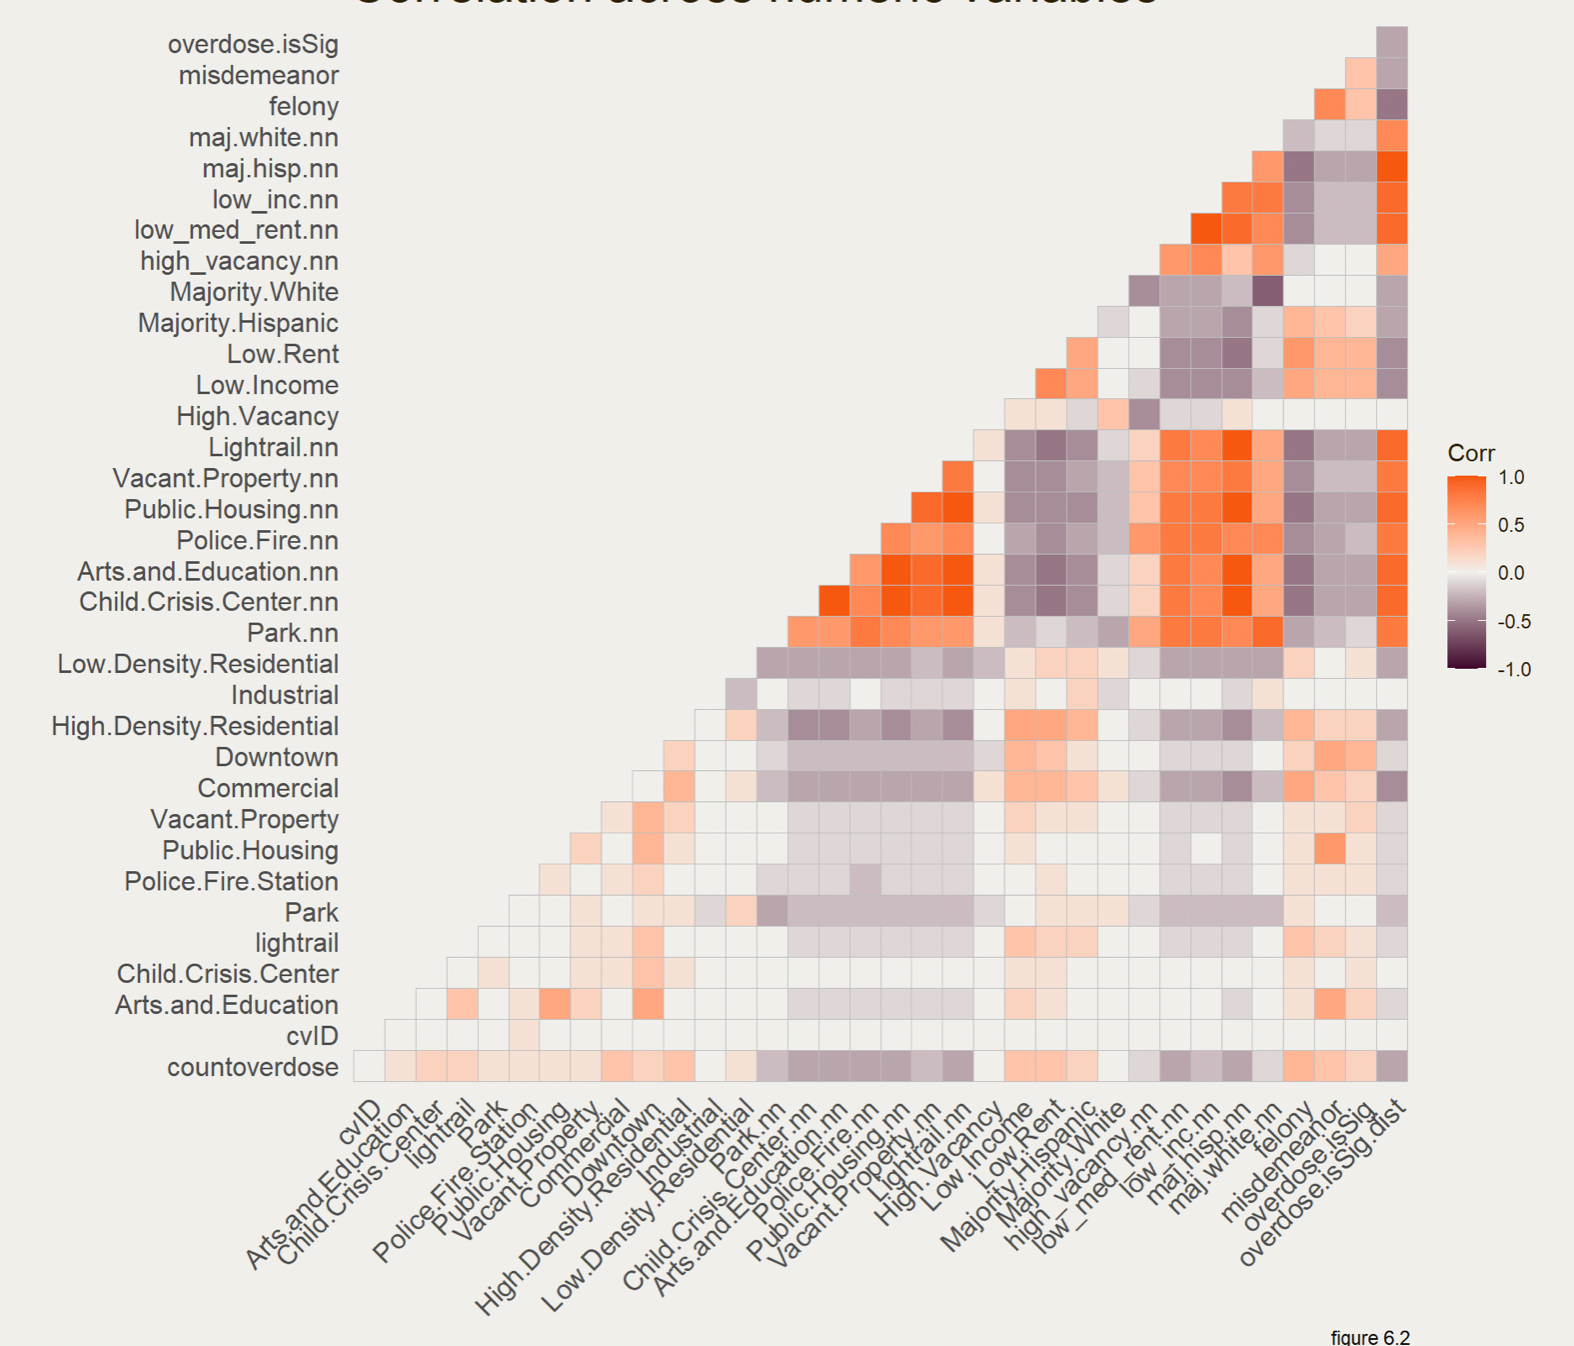 Correlation across numeric variables
overdose.isSig
misdemeanor
felony
maj.white.nn
maj.hisp.nn
low_inc.nn
low_med_rent.nn
high_vacancy.nn
Majority.White
Majority.Hispanic
Low.Rent
Low.Income
High.Vacancy
Lightrail.nn
Vacant.Property.nn
Public.Housing.nn
Police.Fire.nn
Arts.and.Education.nn
Child.Crisis.Center.nn
Park.nn
Low.Density.Residential
Industrial
High.Density.Residential
Downtown
Commercial
Vacant.Property
Public.Housing
Police.Fire.Station
Park
lightrail
Child.Crisis.Center
Arts.and.Education
cvID
countoverdose
cvID
Arts.and.Education
Child.Crisis.Center
lightrail
Park
Police.Fire.Station
Public.Housing
Vacant.Property
Commercial
Downtown
High.Density.Residential
Industrial
Low.Density.Residential
Park.nn
Child.Crisis.Center.nn
Arts.and.Education.nn
Police.Fire.nn
Public.Housing.nn
Vacant.Property.nn
Lightrail.nn
High.Vacancy
Low.Income
Low.Rent
Majority.Hispanic
Majority.White
high_vacancy.nn
low_med_rent.nn
low_inc.nn
maj.hisp.nn
maj.white.nn
felony
misdemeanor
overdose.isSig
overdose.isSig.dist
Corr
1.0
0.5
0.0
-0.5
-1.0
figure 6.2